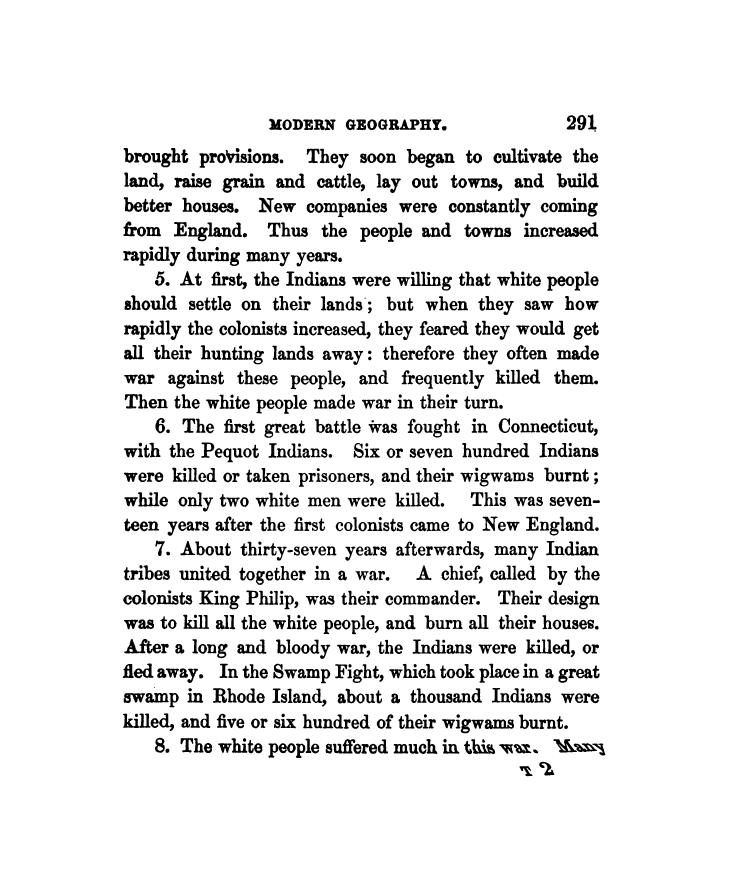 MODERN GEOGRAPHY. 291
brought provisions. They soon began to cultivate the
land, raise grain and cattle, lay out towns, and build
better houses. New companies were constantly coming
from England. Thus the people and towns increased
rapidly during many years.
5. At first, the Indians were willing that white people
should settle on their lands; but when they saw how
rapidly the colonists increased, they feared they would get
all their hunting lands away: therefore they often made
war against these people, and frequently killed them.
Then the white people made war in their turn.
6. The first great battle was fought in Connecticut,
with the Pequot Indians. Six or seven hundred Indians
were killed or taken prisoners, and their wigwams burnt;
while only two white men were killed. This was seven-
teen years after the first colonists came to New England.
7. About thirty-seven years afterwards, many Indian
tribes united together in a war. A chief, called by the
colonists King Philip, was their commander. Their design
was to kill all the white people, and burn all their houses.
After a long and bloody war, the Indians were killed, or
fled away. In the Swamp Fight, which took place in a great
swamp in Rhode Island, about a thousand Indians were
killed, and five or six hundred of their wigwams burnt.
8. The white people suffered much in this war. Many
T 2